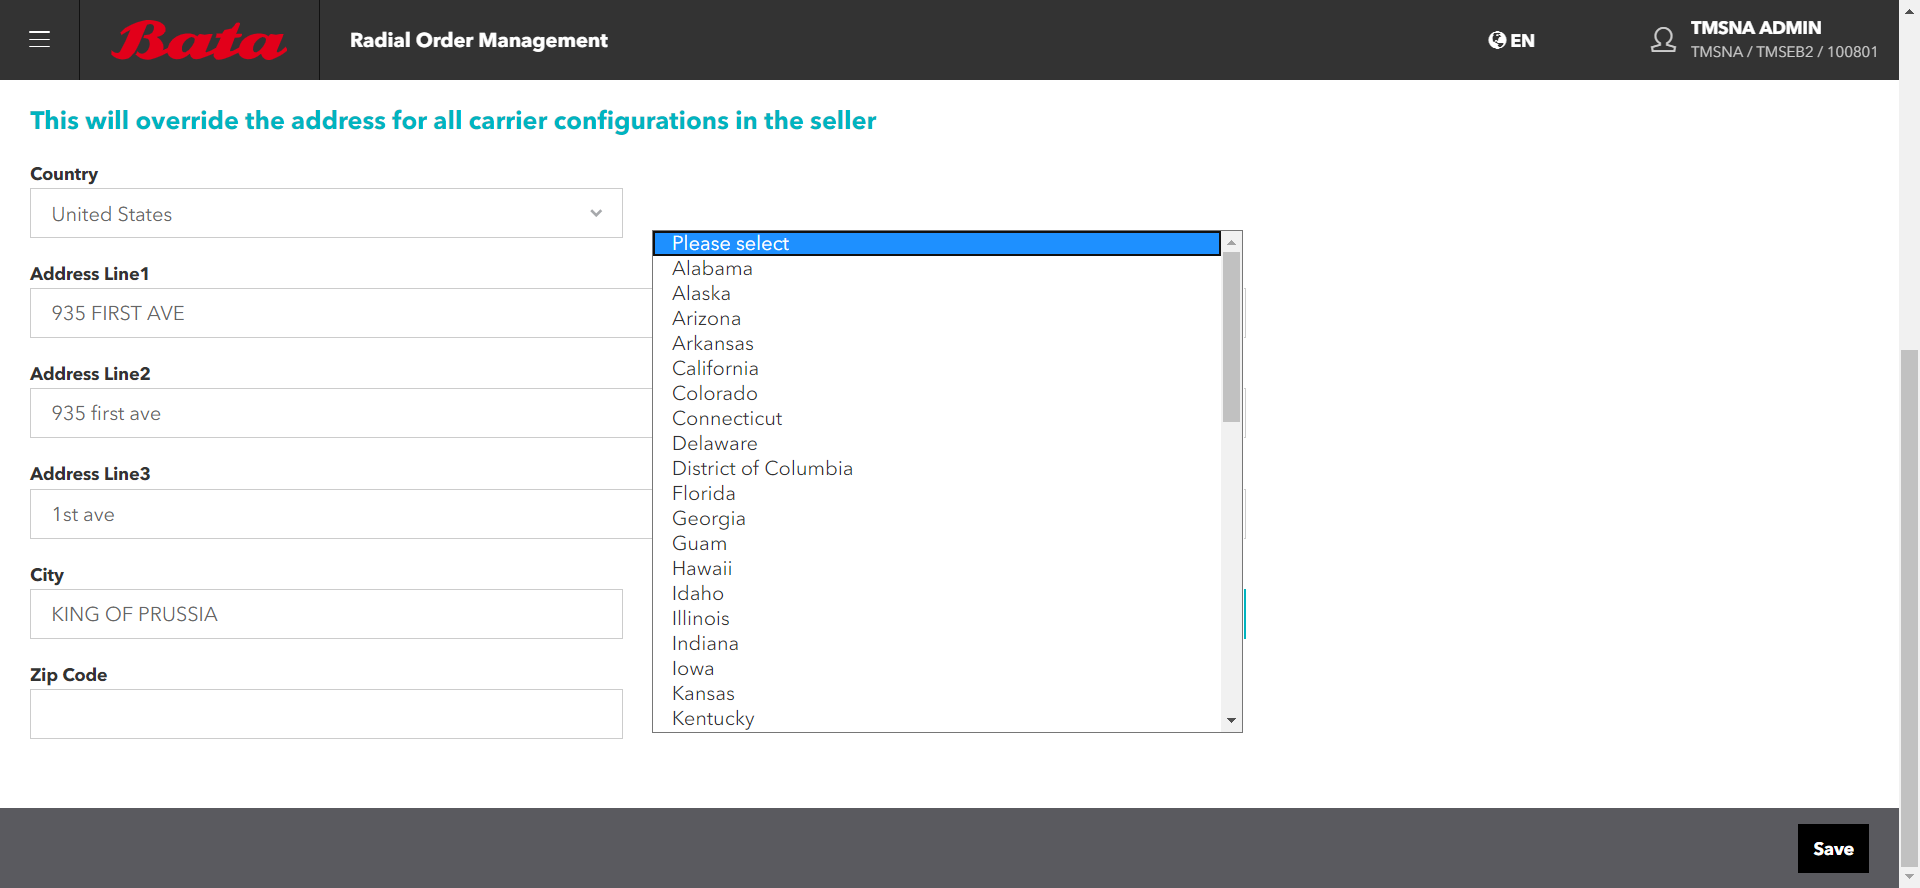 Bata
Radial Order Management
EN
TMSNA ADMIN
TMSNA / TMSEB2 / 100801
This will override the address for all carrier configurations in the seller
Country
United States
Address Line1
935 FIRST AVE
Address Line2
935 first ave
Address Line3
1st ave
City
KING OF PRUSSIA
Zip Code
Please select
Alabama
Alaska
Arizona
Arkansas
California
Colorado
Connecticut
Delaware
District of Columbia
Florida
Georgia
Guam
Hawaii
Idaho
Illinois
Indiana
Iowa
Kansas
Kentucky
Save